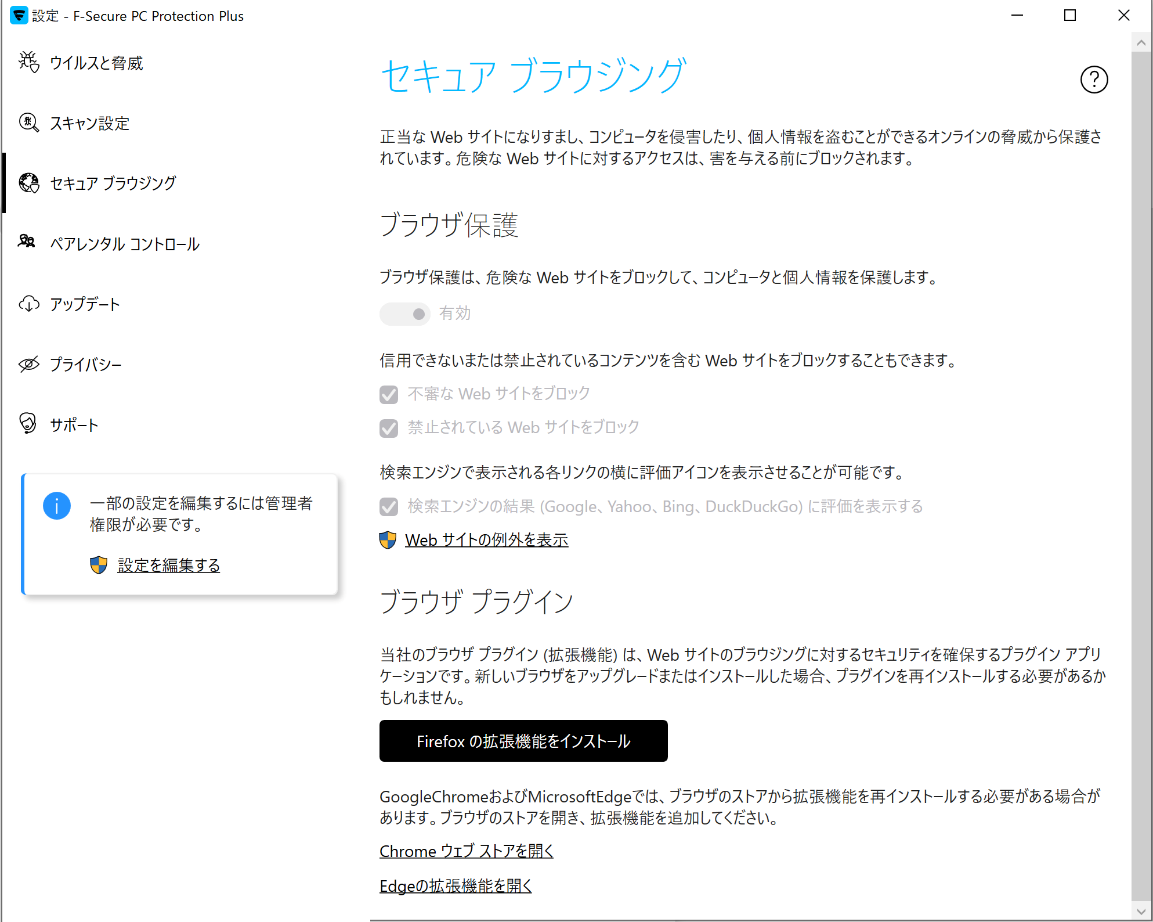 設定 - F-Secure PC Protection Plus
ウイルスと脅威
スキャン設定
セキュア ブラウジング
ペアレンタル コントロール
アップデート
プライバシー
サポート
一部の設定を編集するには管理者
権限が必要です。
設定を編集する
セキュア ブラウジング
正当な Web サイトになりすまし、コンピュータを侵害したり、個人情報を盗むことができるオンラインの脅威から保護さ
れています。危険な Web サイトに対するアクセスは、害を与える前にブロックされます。
ブラウザ保護
ブラウザ保護は、危険な Web サイトをブロックして、コンピュータと個人情報を保護します。
有効
信用できないまたは禁止されているコンテンツを含む Web サイトをブロックすることもできます。
不審な Web サイトをブロック
禁止されている Web サイトをブロック
検索エンジンで表示される各リンクの横に評価アイコンを表示させることが可能です。
検索エンジンの結果 (Google、Yahoo、Bing、DuckDuckGo) に評価を表示する
Web サイトの例外を表示
ブラウザ プラグイン
当社のブラウザ プラグイン (拡張機能) は、Web サイトのブラウジングに対するセキュリティを確保するプラグイン アプリ
ケーションです。新しいブラウザをアップグレードまたはインストールした場合、プラグインを再インストールする必要があるか
もしれません。
Firefox の拡張機能をインストール
GoogleChromeおよびMicrosoftEdgeでは、ブラウザのストアから拡張機能を再インストールする必要がある場合が
あります。ブラウザのストアを開き、拡張機能を追加してください。
Chrome ウェブ ストアを開く
Edgeの拡張機能を開く